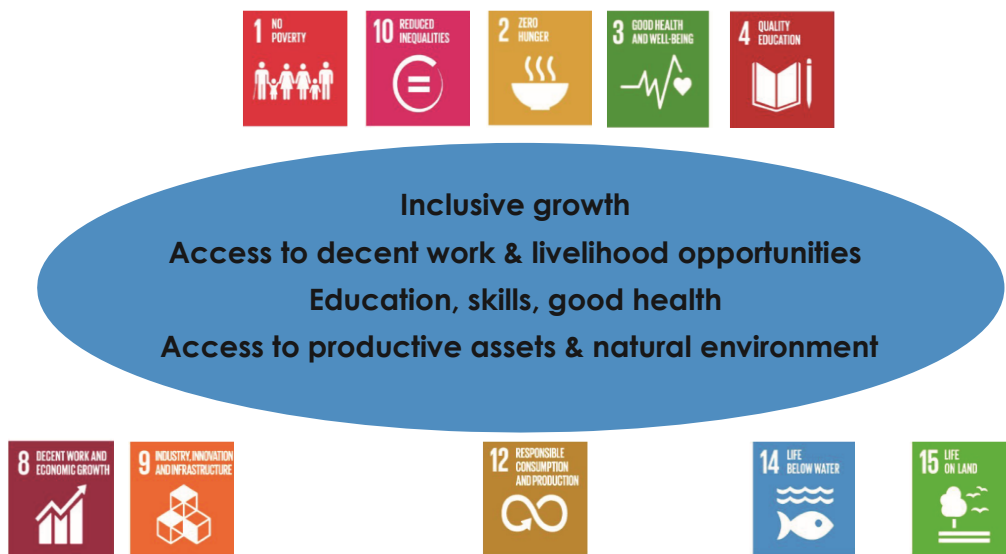 1 NO
POVERTY
10 REDUCED
INEQUALITIES
2 ZERO
HUNGER
3 GOOD HEALTH
AND WELL-BEING
4 QUALITY
EDUCATION
Inclusive growth
Access to decent work & livelihood opportunities
Education, skills, good health
Access to productive assets & natural environment
8 DECENT WORK AND
ECONOMIC GROWTH
9 INDUSTRY, INNOVATION
AND INFRASTRUCTURE
12 RESPONSIBLE
CONSUMPTION
AND PRODUCTION
14 LIFE
BELOW WATER
15 LIFE
ON LAND